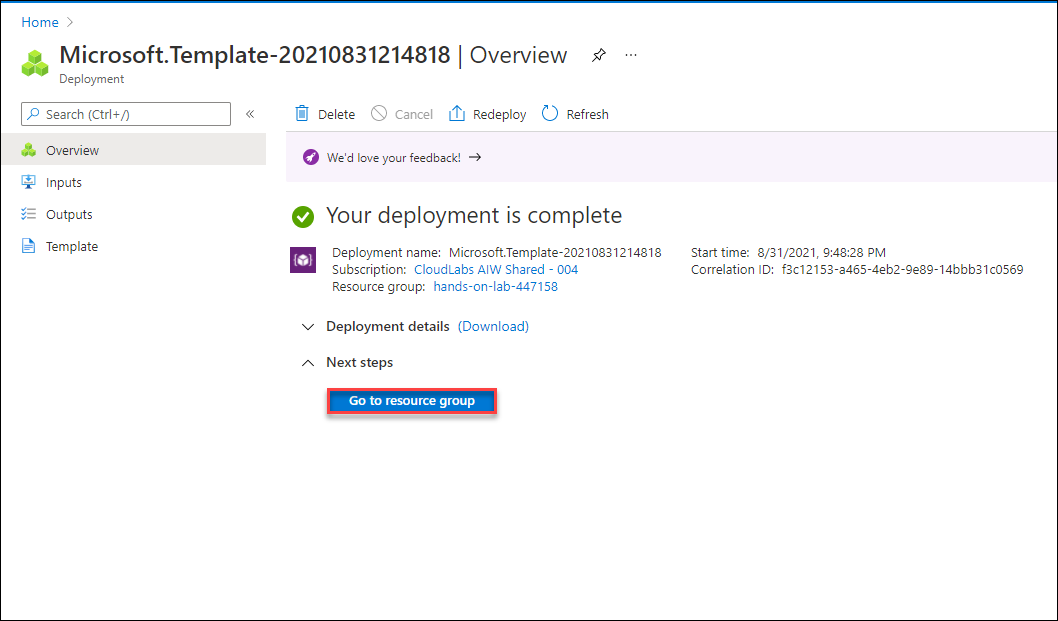 Home
Microsoft.Template-20210831214818 | Overview
Deployment
Search (Ctrl+/)
Delete
Cancel
Redeploy
Refresh
Overview
Inputs
Outputs
Template
We'd love your feedback!
Your deployment is complete
Deployment name: Microsoft.Template-20210831214818
Subscription: CloudLabs AIW Shared - 004
Resource group: hands-on-lab-447158
Start time: 8/31/2021, 9:48:28 PM
Correlation ID: f3c12153-a465-4eb2-9e89-14bbb31c0569
Deployment details (Download)
Next steps
Go to resource group